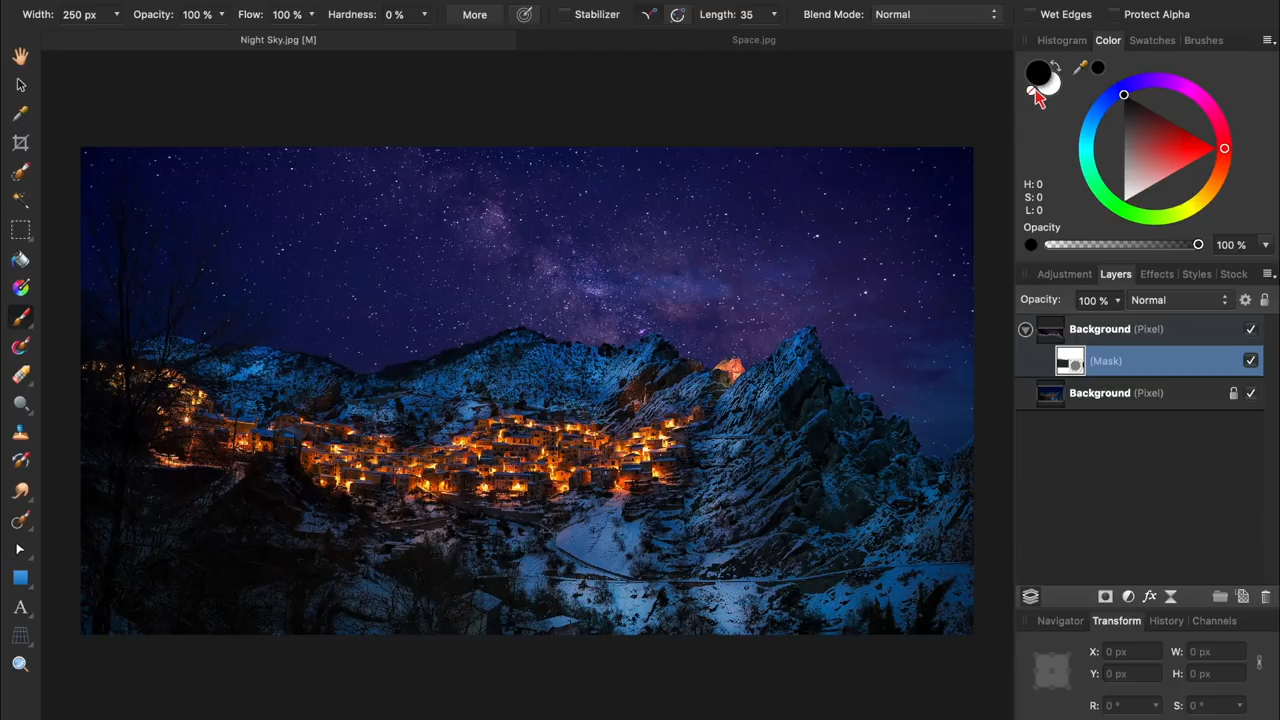 Width: 250 px Opacity: 100 % Flow: 100 % Hardness: 0 % More Stabilizer Length: 35 Blend Mode: Normal Wet Edges Protect Alpha
Night Sky.jpg [M] Space.jpg
Histogram Color Swatches Brushes
H: 0
S: 0
L: 0
Opacity
100 %
Adjustment Layers Effects Styles Stock
Opacity: 100 % Normal
Background (Pixel)
(Mask)
Background (Pixel)
fx
Navigator Transform History Channels
X: 0 px W: 0 px
Y: 0 px H: 0 px
R: 0 ° S: 0 °
A